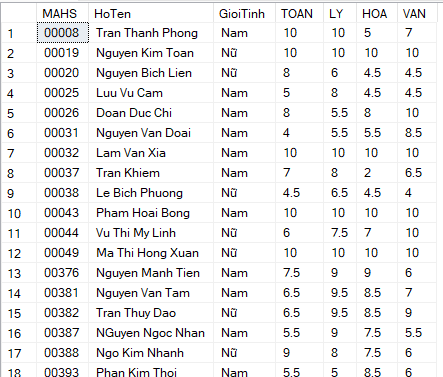 MAHS HoTen GioiTinh TOAN LY HOA VAN
1 00008 Tran Thanh Phong Nam 10 10 5 7
2 00019 Nguyen Kim Toan Nữ 10 10 10 10
3 00020 Nguyen Bich Lien Nữ 8 6 4.5 4.5
4 00025 Luu Vu Cam Nam 5 8 4.5 4.5
5 00026 Doan Duc Chi Nam 8 5.5 8 10
6 00031 Nguyen Van Doai Nam 4 5.5 5.5 8.5
7 00032 Lam Van Xia Nam 10 10 10 10
8 00037 Tran Khiem Nam 7 8 2 6.5
9 00038 Le Bich Phuong Nữ 4.5 6.5 4.5 4
10 00043 Pham Hoai Bong Nam 10 10 10 10
11 00044 Vu Thi My Linh Nữ 6 7.5 7 10
12 00049 Ma Thi Hong Xuan Nữ 10 10 10 10
13 00376 Nguyen Manh Tien Nam 7.5 9 9 6
14 00381 Nguyen Van Tam Nam 6.5 9.5 8.5 7
15 00382 Tran Thuy Dao Nữ 6.5 9.5 8.5 9
16 00387 NGuyen Ngoc Nhan Nam 5.5 9 7.5 5.5
17 00388 Ngo Kim Nhanh Nữ 9 8 7.5 6
18 00393 Phan Kim Thoi Nam 5.5 5 8.5 6